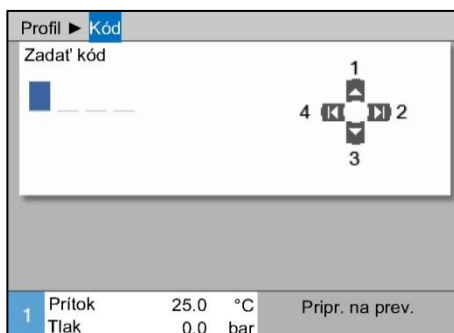 Profil ► Kód
Zadať kód
1
4 2
3
1 Prítok 25.0 °C Pripr. na prev.
Tlak 0.0 bar